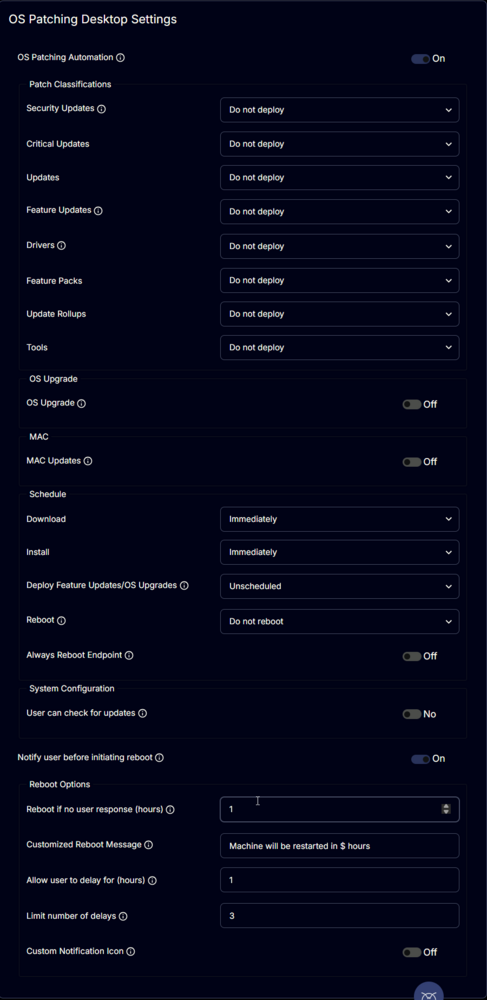 OS Patching Desktop Settings
OS Patching Automation On
Patch Classifications
Security Updates Do not deploy
Critical Updates Do not deploy
Updates Do not deploy
Feature Updates Do not deploy
Drivers Do not deploy
Feature Packs Do not deploy
Update Rollups Do not deploy
Tools Do not deploy
OS Upgrade
OS Upgrade Off
MAC
MAC Updates Off
Schedule
Download Immediately
Install Immediately
Deploy Feature Updates/OS Upgrades Unscheduled
Reboot Do not reboot
Always Reboot Endpoint Off
System Configuration
User can check for updates No
Notify user before initiating reboot On
Reboot Options
Reboot if no user response (hours) 1
Customized Reboot Message Machine will be restarted in $ hours
Allow user to delay for (hours) 1
Limit number of delays 3
Custom Notification Icon Off